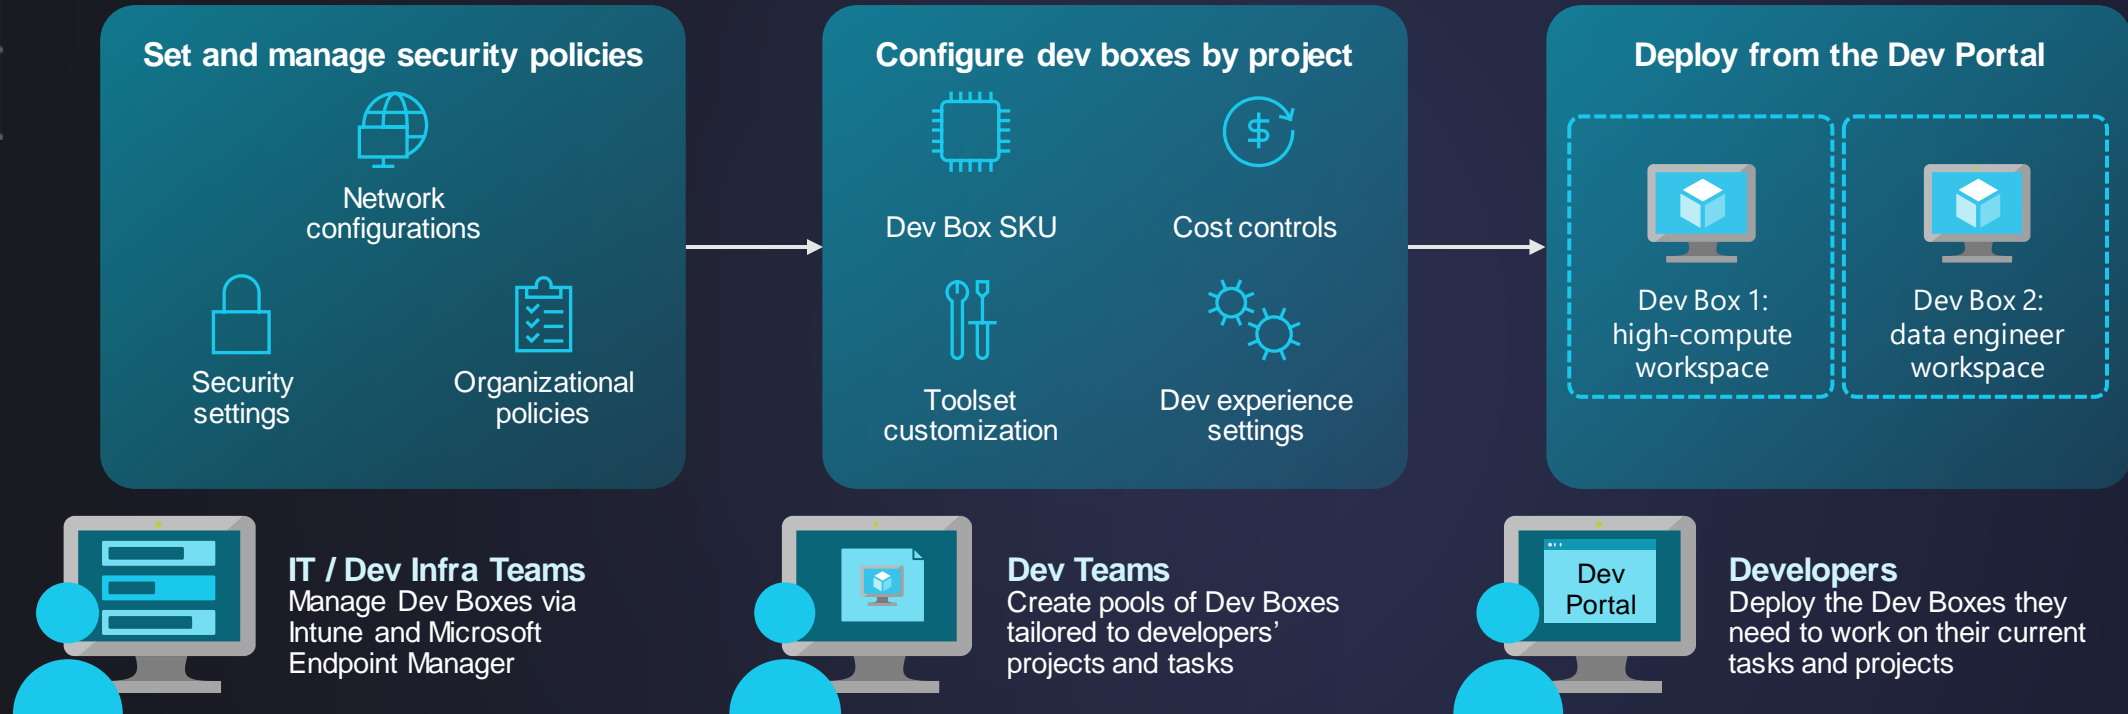 Set and manage security policies
Network
configurations
Security
settings
Organizational
policies
Configure dev boxes by project
Dev Box SKU
Cost controls
Toolset
customization
Dev experience
settings
Deploy from the Dev Portal
Dev Box 1:
high-compute
workspace
Dev Box 2:
data engineer
workspace
IT / Dev Infra Teams
Manage Dev Boxes via
Intune and Microsoft
Endpoint Manager
Dev Teams
Create pools of Dev Boxes
tailored to developers’
projects and tasks
Dev
Portal
Developers
Deploy the Dev Boxes they
need to work on their current
tasks and projects